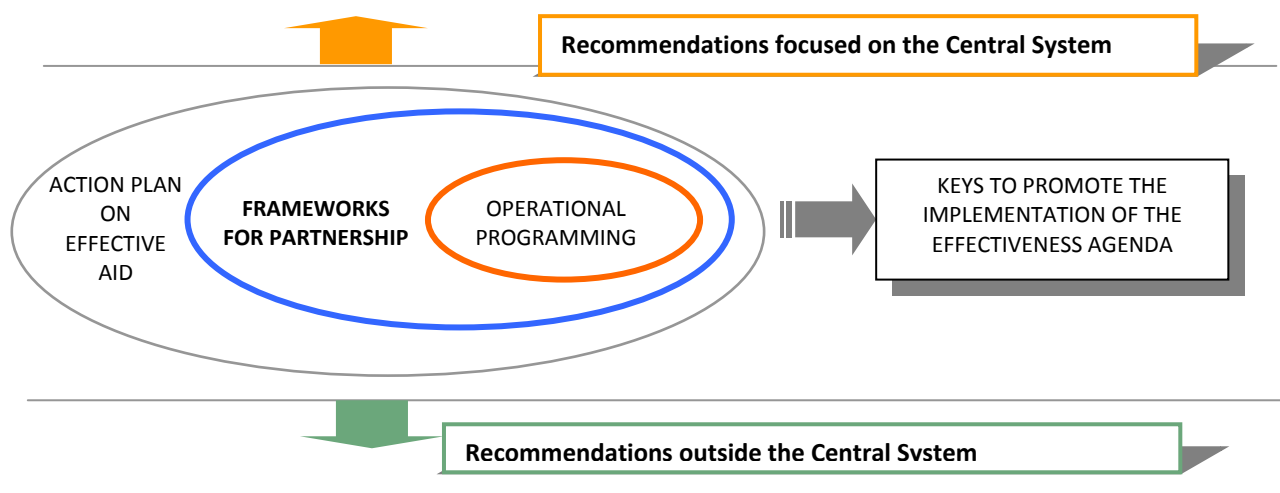 Recommendations focused on the Central System
ACTION PLAN
ON
EFFECTIVE
AID
FRAMEWORKS
FOR PARTNERSHIP
OPERATIONAL
PROGRAMMING
KEYS TO PROMOTE THE
IMPLEMENTATION OF THE
EFFECTIVENESS AGENDA
Recommendations outside the Central System